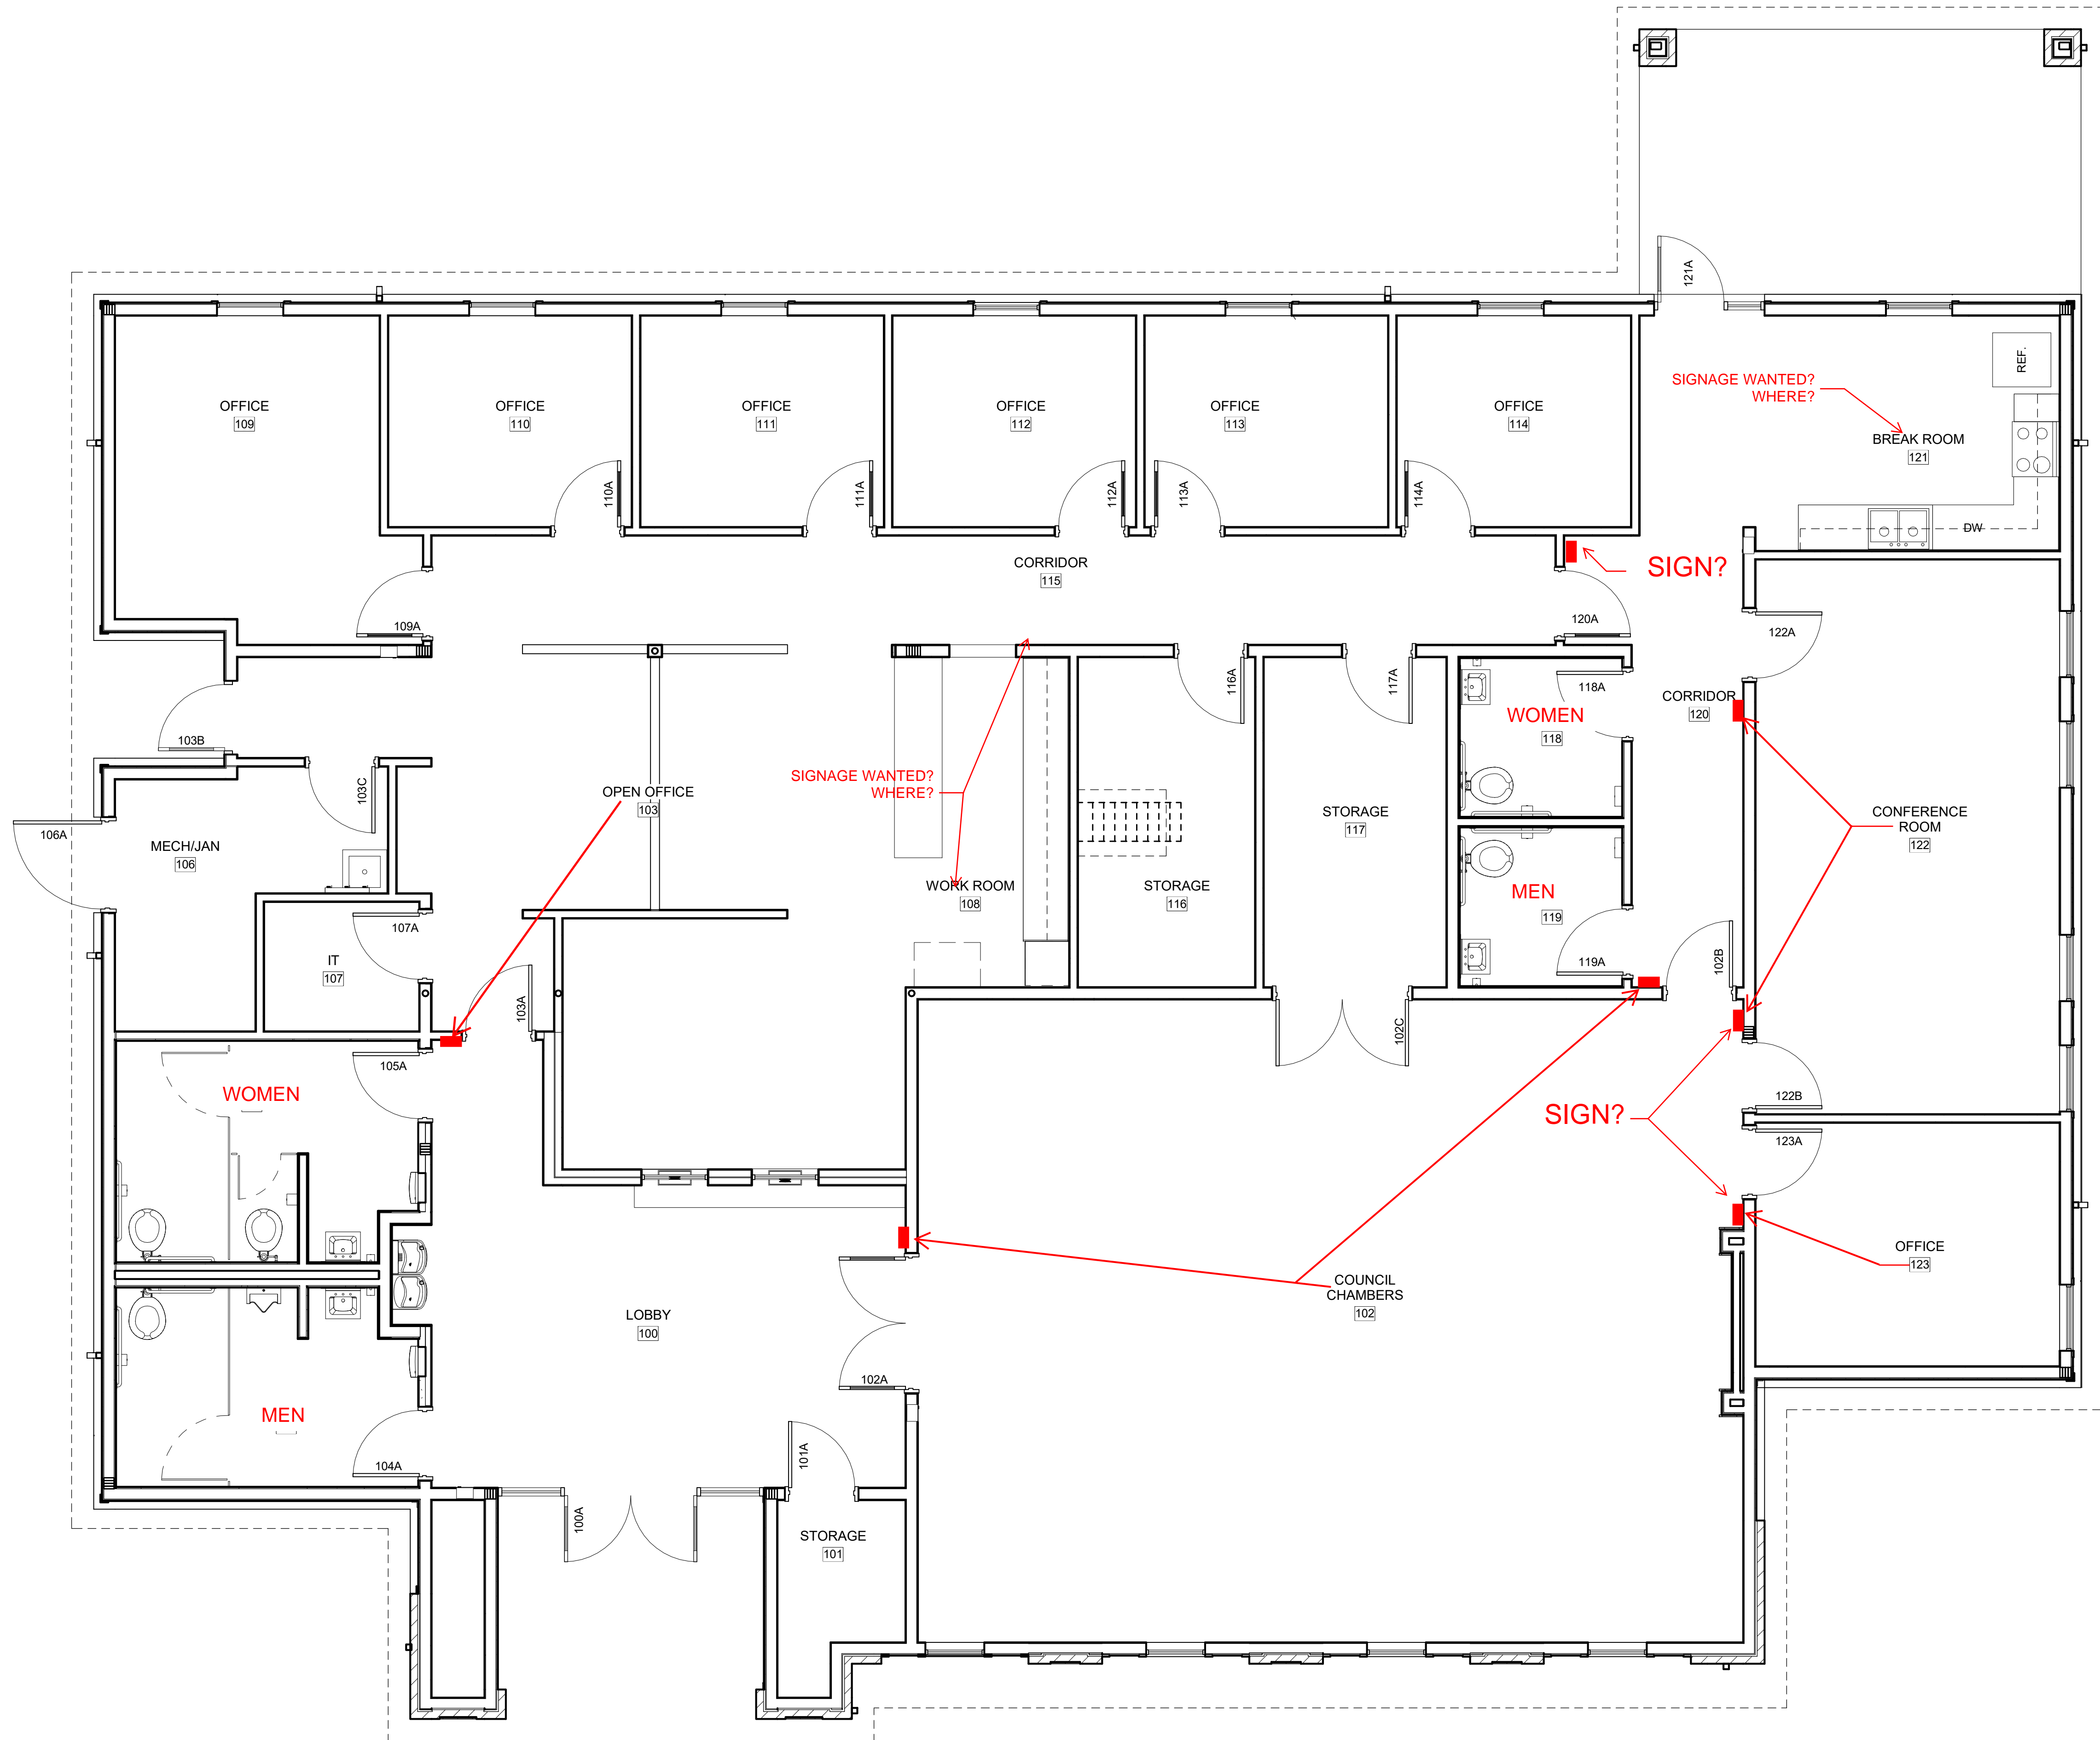 121A
REF.
SIGNAGE WANTED?
WHERE?
OFFICE
109
OFFICE
110
OFFICE
111
OFFICE
112
OFFICE
113
OFFICE
114
BREAK ROOM
121
110A
111A
112A
113A
114A
DW
CORRIDOR
115
SIGN?
109A
120A
122A
116A
117A
118A
CORRIDOR
120
WOMEN
118
103B
103C
SIGNAGE WANTED?
WHERE?
OPEN OFFICE
103
STORAGE
117
CONFERENCE
ROOM
122
106A
MECH/JAN
106
WORK ROOM
108
STORAGE
116
MEN
119
107A
IT
107
119A
102B
103A
102C
105A
WOMEN
122B
SIGN?
123A
OFFICE
123
COUNCIL
CHAMBERS
102
LOBBY
100
102A
MEN
101A
104A
100A
STORAGE
101